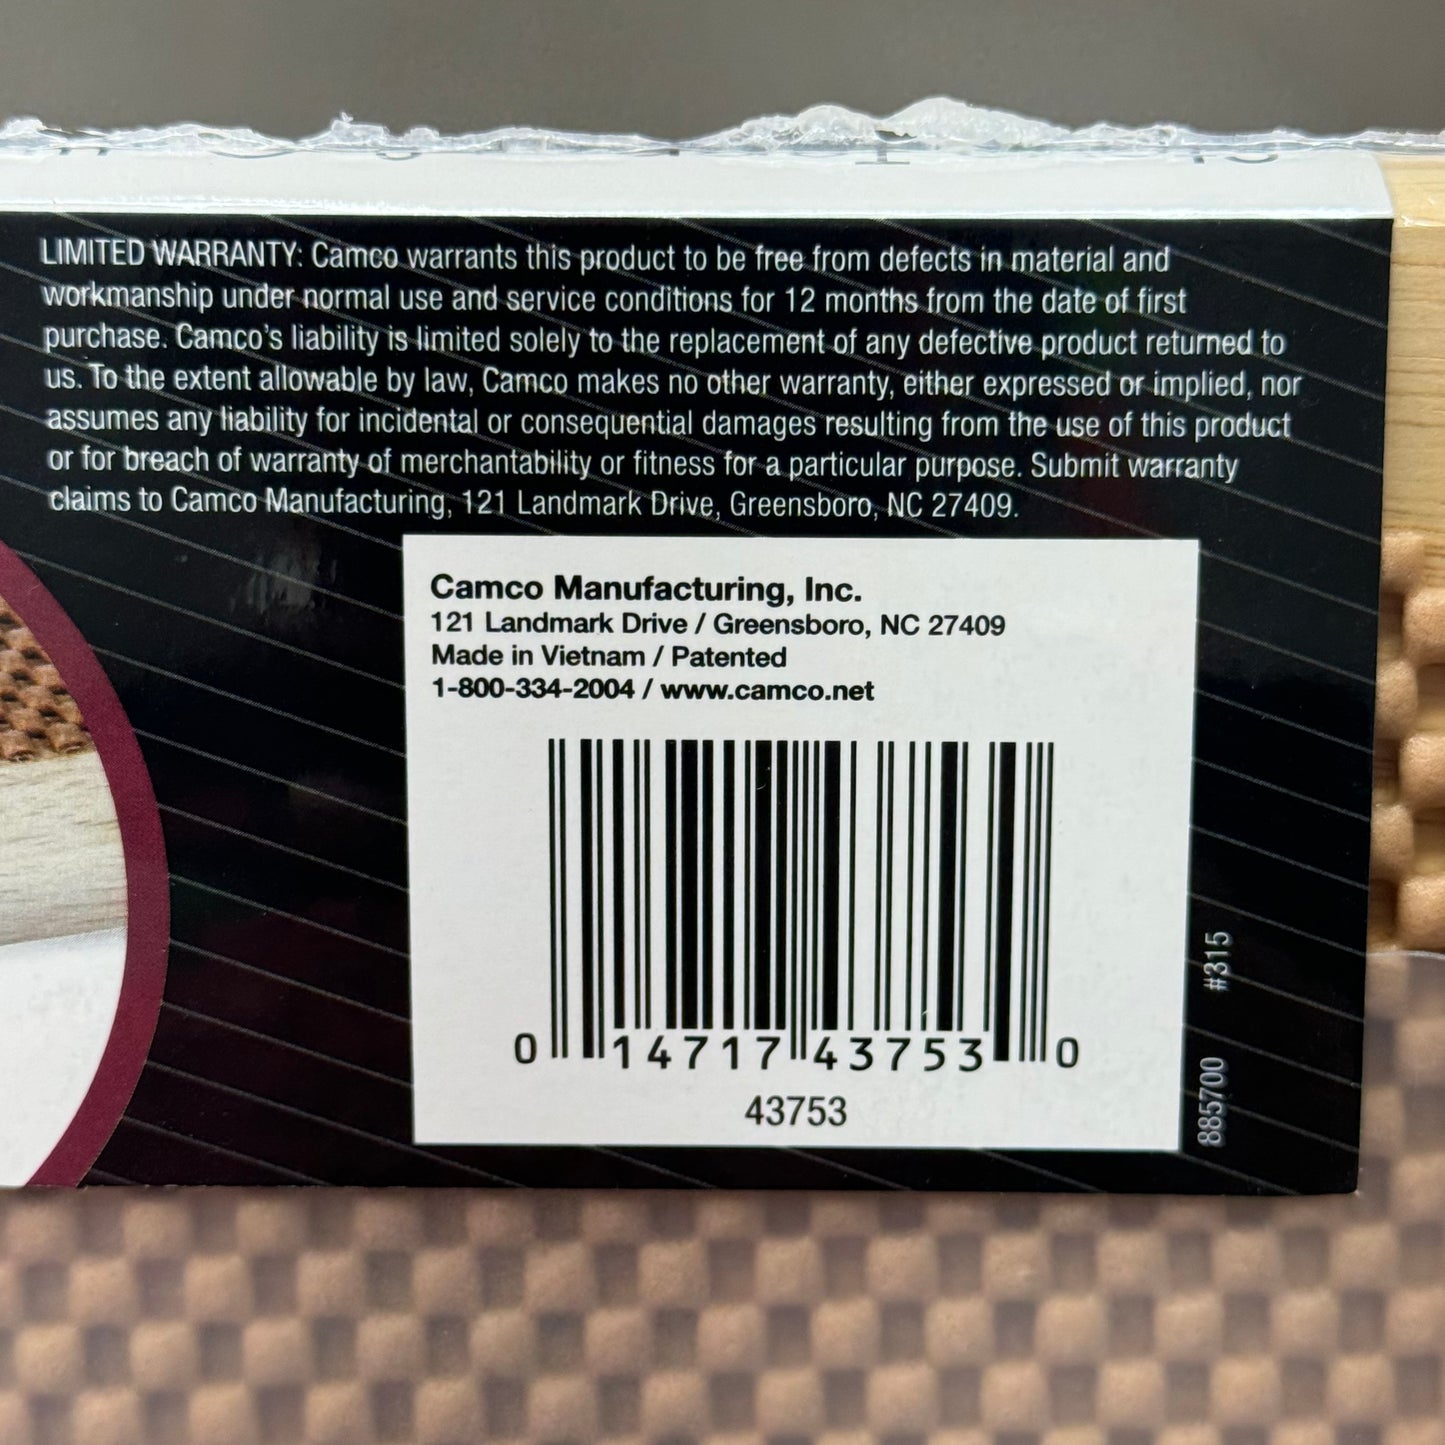 LIMITED WARRANTY: Camco warrants this product to be free from defects in material and
workmanship under normal use and service conditions for 12 months from the date of first
purchase. Camco's liability is limited solely to the replacement of any defective product returned to
us. To the extent allowable by law, Camco makes no other warranty, either expressed or implied, nor
assumes any liability for incidental or consequential damages resulting from the use of this product
or for breach of warranty of merchantability or fitness for a particular purpose. Submit warranty
claims to Camco Manufacturing, 121 Landmark Drive, Greensboro, NC 27409.
Camco Manufacturing, Inc.
121 Landmark Drive / Greensboro, NC 27409
Made in Vietnam / Patented
1-800-334-2004 / www.camco.net
0 14717 43753 0
43753
885700 #315